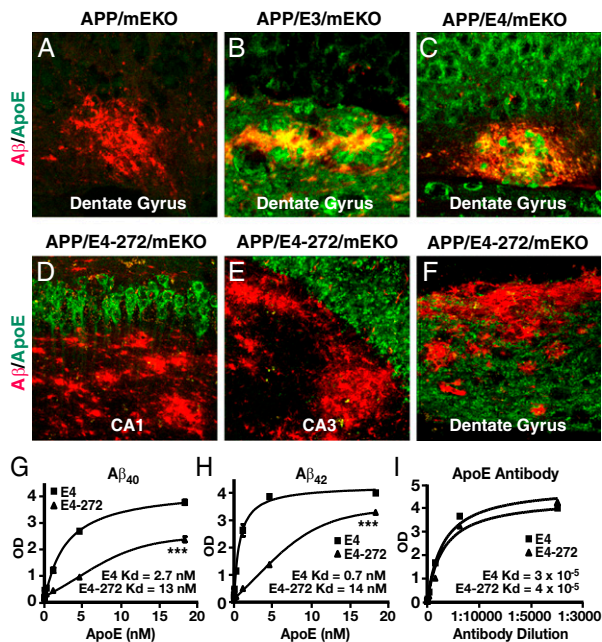 APP/mEKO APP/E3/mEKO APP/E4/mEKO
Aβ/ApoE
A B C
Dentate Gyrus Dentate Gyrus Dentate Gyrus
APP/E4-272/mEKO APP/E4-272/mEKO APP/E4-272/mEKO
Aβ/ApoE
D E F
CA1 CA3 Dentate Gyrus
G Aβ40
OD
4
3
2
1
0
E4
E4-272
***
E4 Kd = 2.7 nM
E4-272 Kd = 13 nM
0 5 10 15 20
ApoE (nM)
H Aβ42
OD
4
3
2
1
0
E4
E4-272
***
E4 Kd = 0.7 nM
E4-272 Kd = 14 nM
0 5 10 15 20
ApoE (nM)
I ApoE Antibody
OD
5
4
3
2
1
0
E4
E4-272
E4 Kd = 3 x 10-5
E4-272 Kd = 4 x 10-5
1:10000 1:5000 1:3000
Antibody Dilution